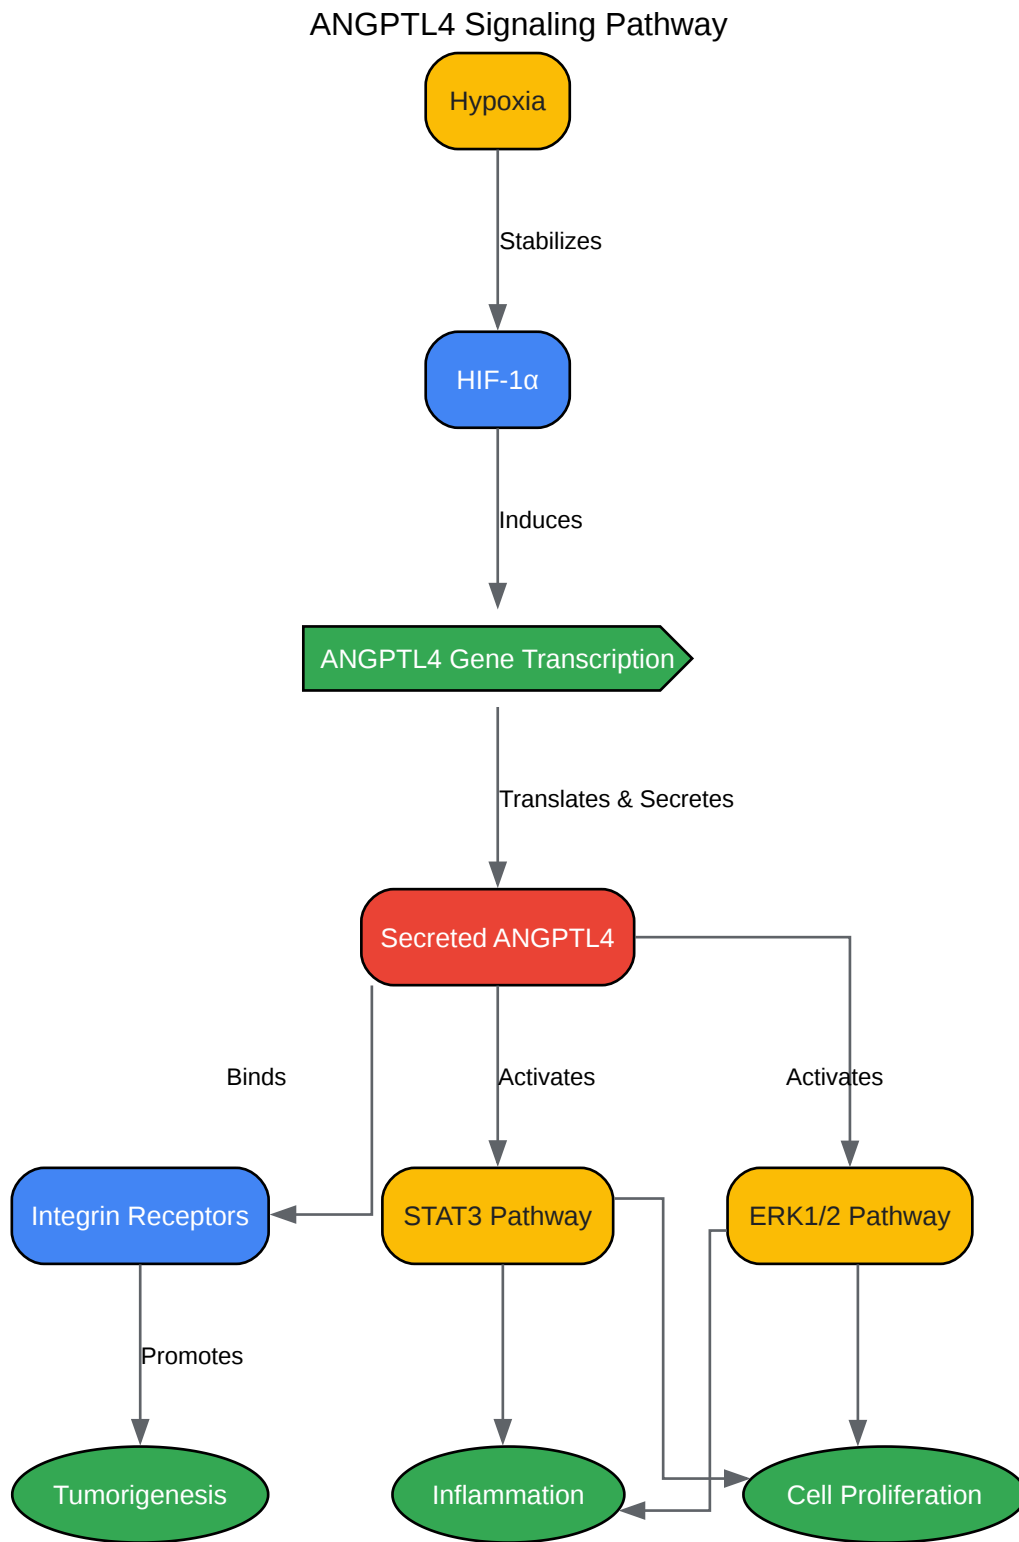 ANGPTL4 Signaling Pathway
Hypoxia
Stabilizes
HIF-1α
Induces
ANGPTL4 Gene Transcription
Translates & Secretes
Secreted ANGPTL4
Binds
Activates
Activates
Integrin Receptors
STAT3 Pathway
ERK1/2 Pathway
Promotes
Tumorigenesis
Inflammation
Cell Proliferation